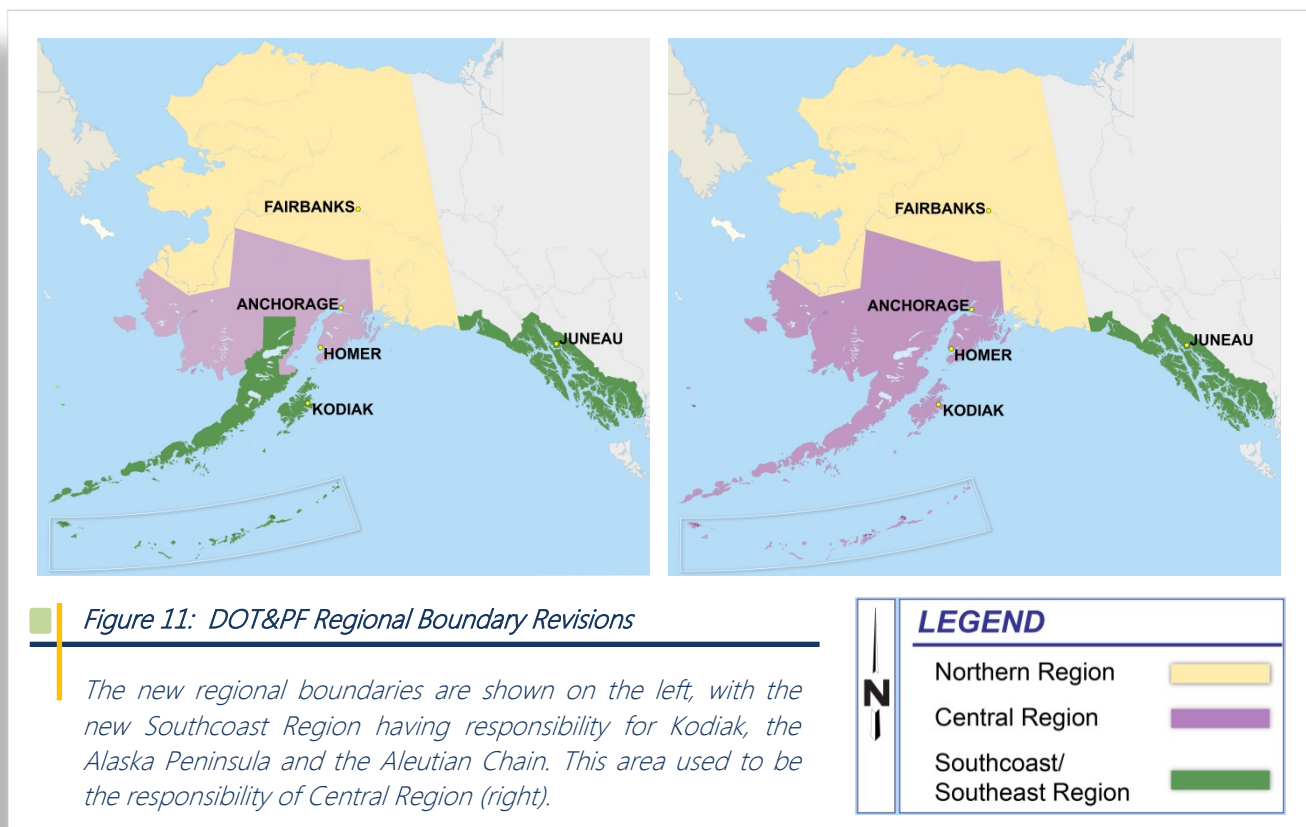 FAIRBANKS
ANCHORAGE
HOMER
KODIAK
JUNEAU
FAIRBANKS
ANCHORAGE
HOMER
KODIAK
JUNEAU
Figure 11: DOT&PF Regional Boundary Revisions
The new regional boundaries are shown on the left, with the
new Southcoast Region having responsibility for Kodiak, the
Alaska Peninsula and the Aleutian Chain. This area used to be
the responsibility of Central Region (right).
N
LEGEND
Northern Region
Central Region
Southcoast/
Southeast Region